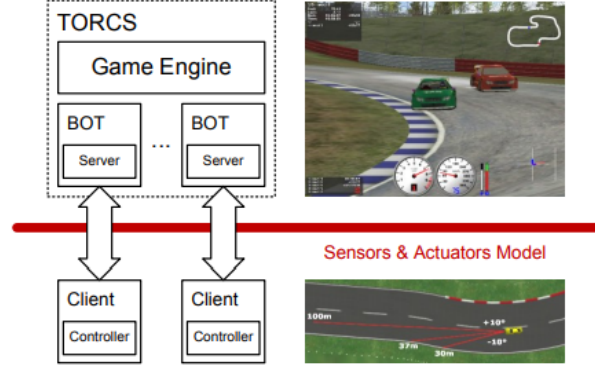 TORCS
Game Engine
BOT
Server
...
BOT
Server
Sensors & Actuators Model
Client
Controller
Client
Controller
100m
+10°
-10°
37m
30m